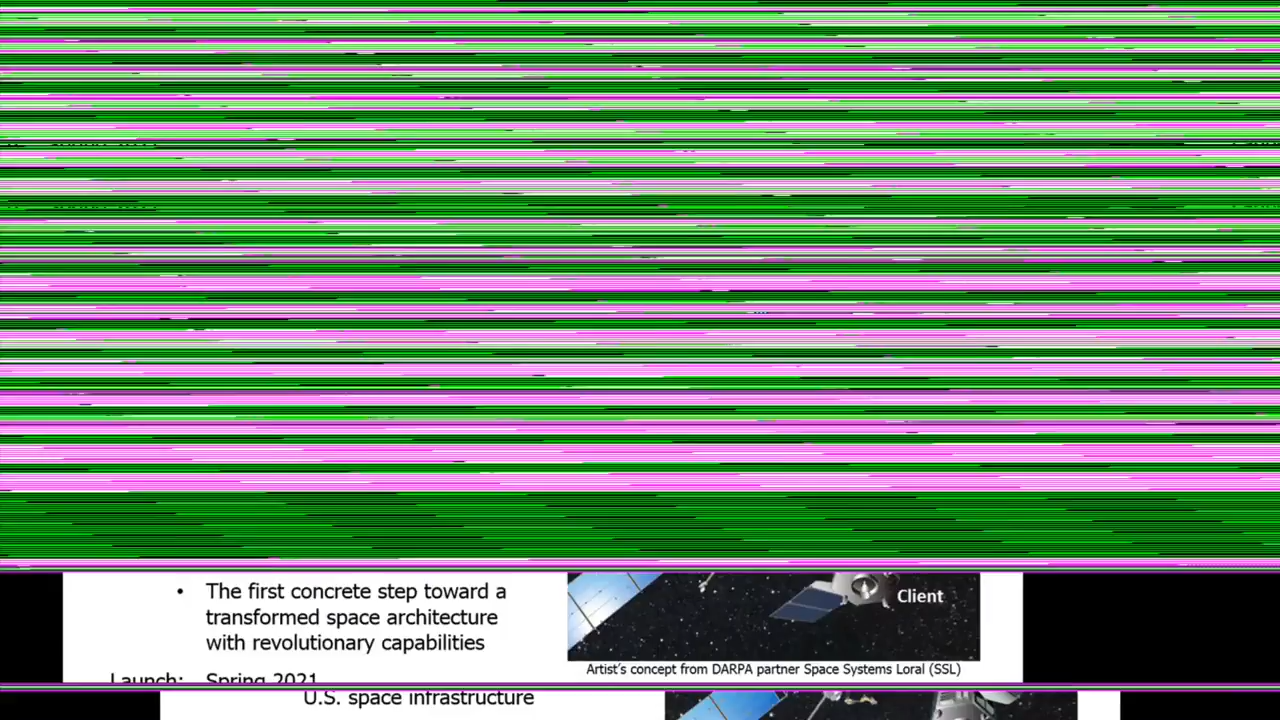 • The first concrete step toward a
transformed space architecture
with revolutionary capabilities
Client
Artist's concept from DARPA partner Space Systems Loral (SSL)
Launch: Spring 2021
U.S. space infrastructure